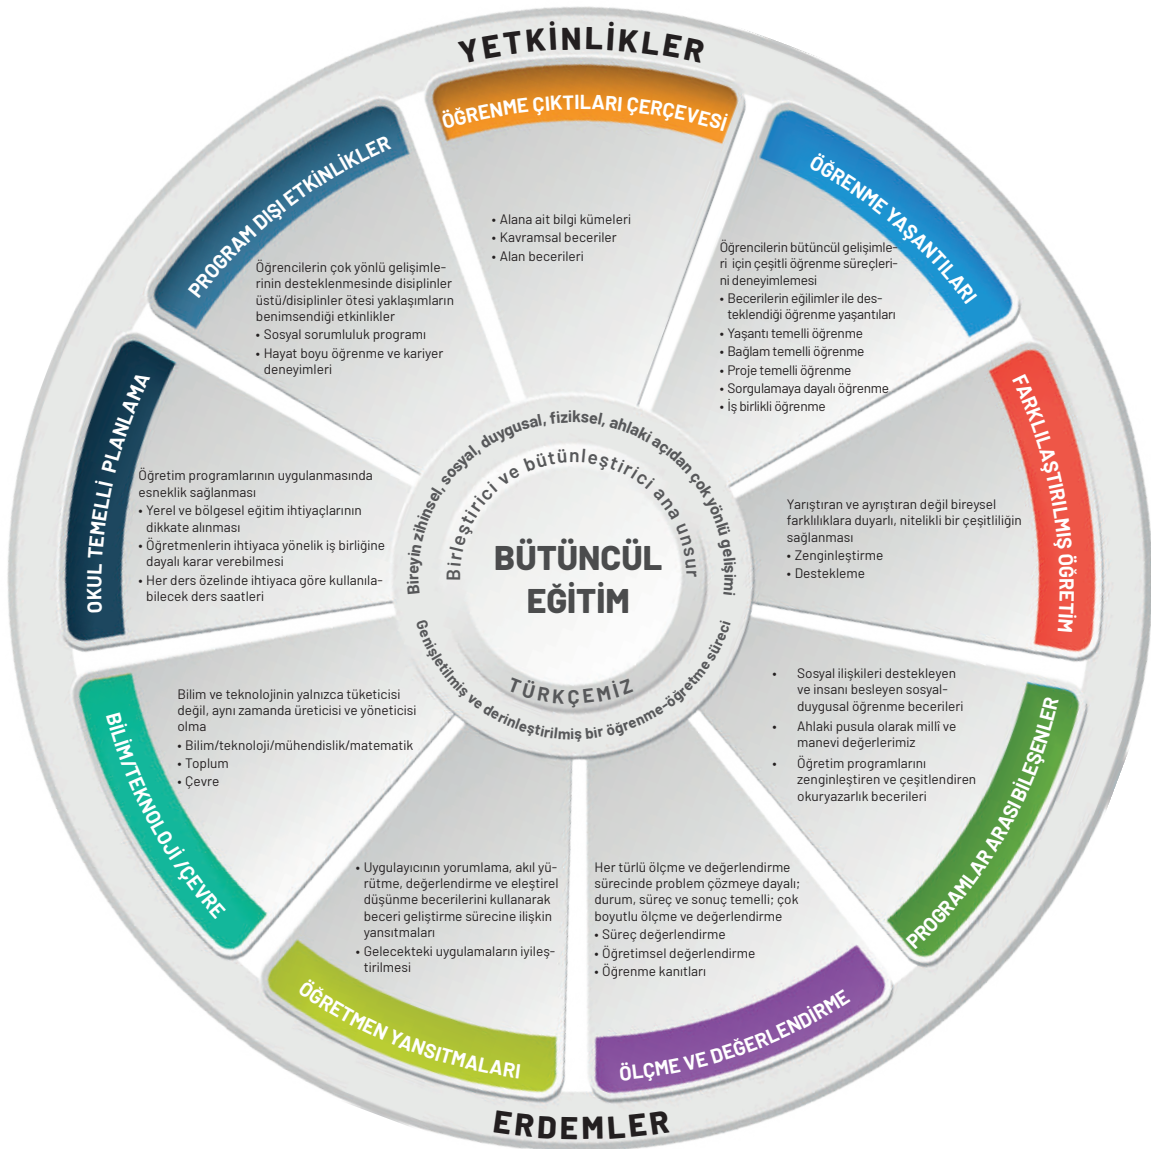 YETKİNLİKLER
ÖĞRENME ÇIKTILARI ÇERÇEVESİ
• Alana ait bilgi kümeleri
• Kavramsal beceriler
• Alan becerileri
ÖĞRENME YAŞANTILARI
Öğrencilerin bütüncül gelişimle-
ri için çeşitli öğrenme süreçleri-
ni deneyimlemesi
• Becerilerin eğilimler ile des-
teklendiği öğrenme yaşantıları
• Yaşantı temelli öğrenme
• Bağlam temelli öğrenme
• Proje temelli öğrenme
• Sorgulamaya dayalı öğrenme
• İş birlikli öğrenme
FARKLILAŞTIRILMIŞ ÖĞRETİM
Yarıştıran ve ayrıştıran değil bireysel
farklılıklara duyarlı, nitelikli bir çeşitliliğin
sağlanması
• Zenginleştirme
• Destekleme
PROGRAMLAR ARASI BİLEŞENLER
• Sosyal ilişkileri destekleyen
ve insanı besleyen sosyal-
duygusal öğrenme becerileri
• Ahlaki pusula olarak millî ve
manevi değerlerimiz
• Öğretim programlarını
zenginleştiren ve çeşitlendiren
okuryazarlık becerileri
ÖLÇME VE DEĞERLENDİRME
Her türlü ölçme ve değerlendirme
sürecinde problem çözmeye dayalı;
durum, süreç ve sonuç temelli; çok
boyutlu ölçme ve değerlendirme
• Süreç değerlendirme
• Öğretimsel değerlendirme
• Öğrenme kanıtları
ÖĞRETMEN YANSITMALARI
• Uygulayıcının yorumlama, akıl yü-
rütme, değerlendirme ve eleştirel
düşünme becerilerini kullanarak
beceri geliştirme sürecine ilişkin
yansıtmaları
• Gelecekteki uygulamaların iyileş-
tirilmesi
BİLİM/TEKNOLOJİ /ÇEVRE
Bilim ve teknolojinin yalnızca tüketicisi
değil, aynı zamanda üreticisi ve yöneticisi
olma
• Bilim/teknoloji/mühendislik/matematik
• Toplum
• Çevre
OKUL TEMELLİ PLANLAMA
Öğretim programlarının uygulanmasında
esneklik sağlanması
• Yerel ve bölgesel eğitim ihtiyaçlarının
dikkate alınması
• Öğretmenlerin ihtiyaca yönelik iş birliğine
dayalı karar verebilmesi
• Her ders özelinde ihtiyaca göre kullanıla-
bilecek ders saatleri
PROGRAM DIŞI ETKİNLİKLER
Öğrencilerin çok yönlü gelişimle-
rinin desteklenmesinde disiplinler
üstü/disiplinler ötesi yaklaşımların
benimsendiği etkinlikler
• Sosyal sorumluluk programı
• Hayat boyu öğrenme ve kariyer
deneyimleri
Bireyin zihinsel, sosyal, duygusal, fiziksel, ahlaki açıdan çok yönlü gelişimi
Birleştirici ve bütünleştirici ana unsur
BÜTÜNCÜL
EĞİTİM
TÜRKÇEMİZ
Genişletilmiş ve derinleştirilmiş bir öğrenme-öğretme süreci
ERDEMLER